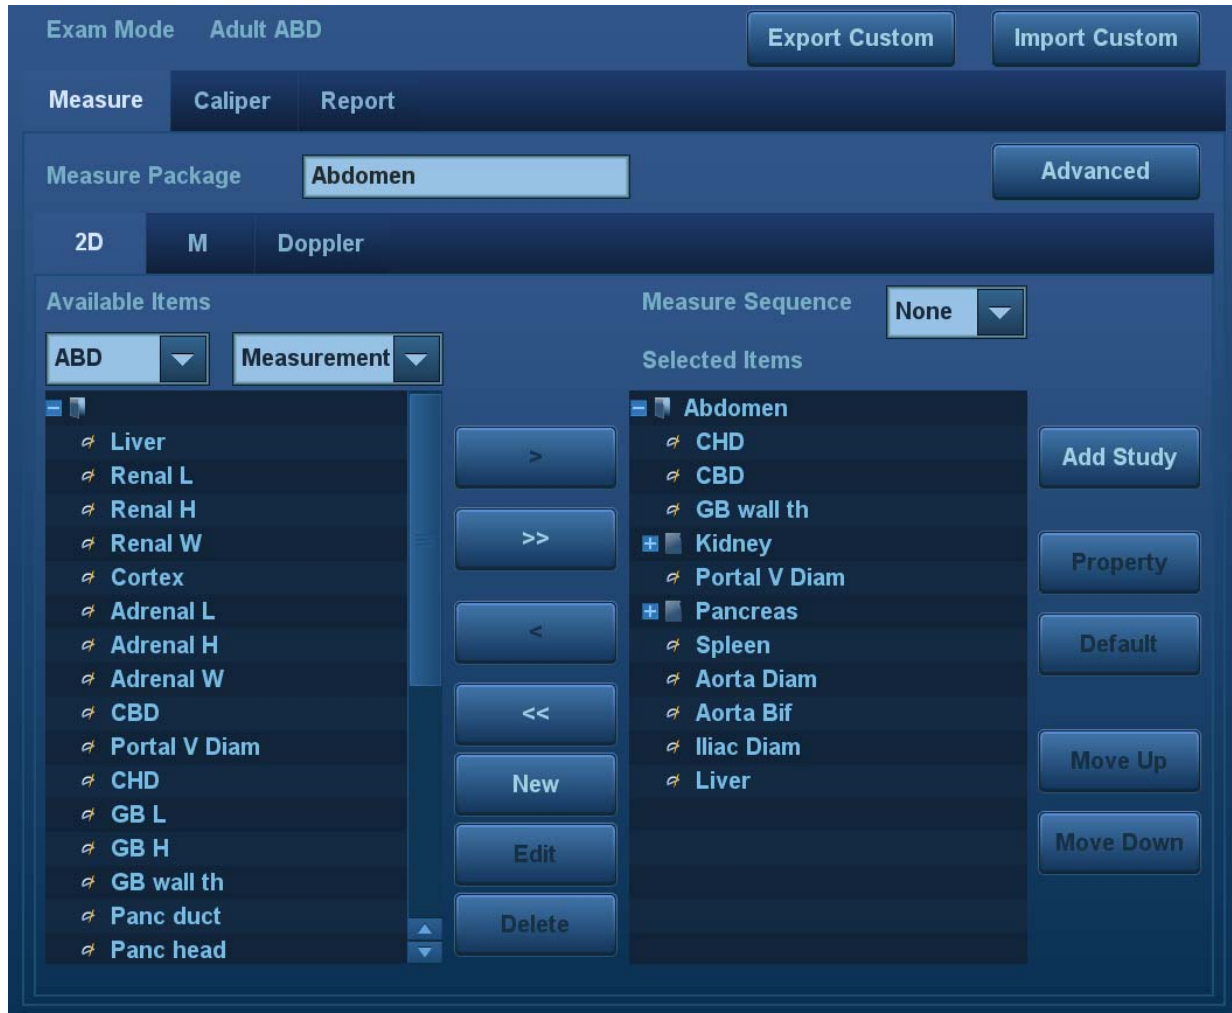 Exam Mode Adult ABD Export Custom Import Custom
Measure Caliper Report
Measure Package Abdomen Advanced
2D M Doppler
Available Items
ABD Measurement
Liver
Renal L
Renal H
Renal W
Cortex
Adrenal L
Adrenal H
Adrenal W
CBD
Portal V Diam
CHD
GB L
GB H
GB wall th
Panc duct
Panc head
>
>>
<
<<
New
Edit
Delete
Measure Sequence None
Selected Items
Abdomen
CHD
CBD
GB wall th
Kidney
Portal V Diam
Pancreas
Spleen
Aorta Diam
Aorta Bif
Iliac Diam
Liver
Add Study
Property
Default
Move Up
Move Down